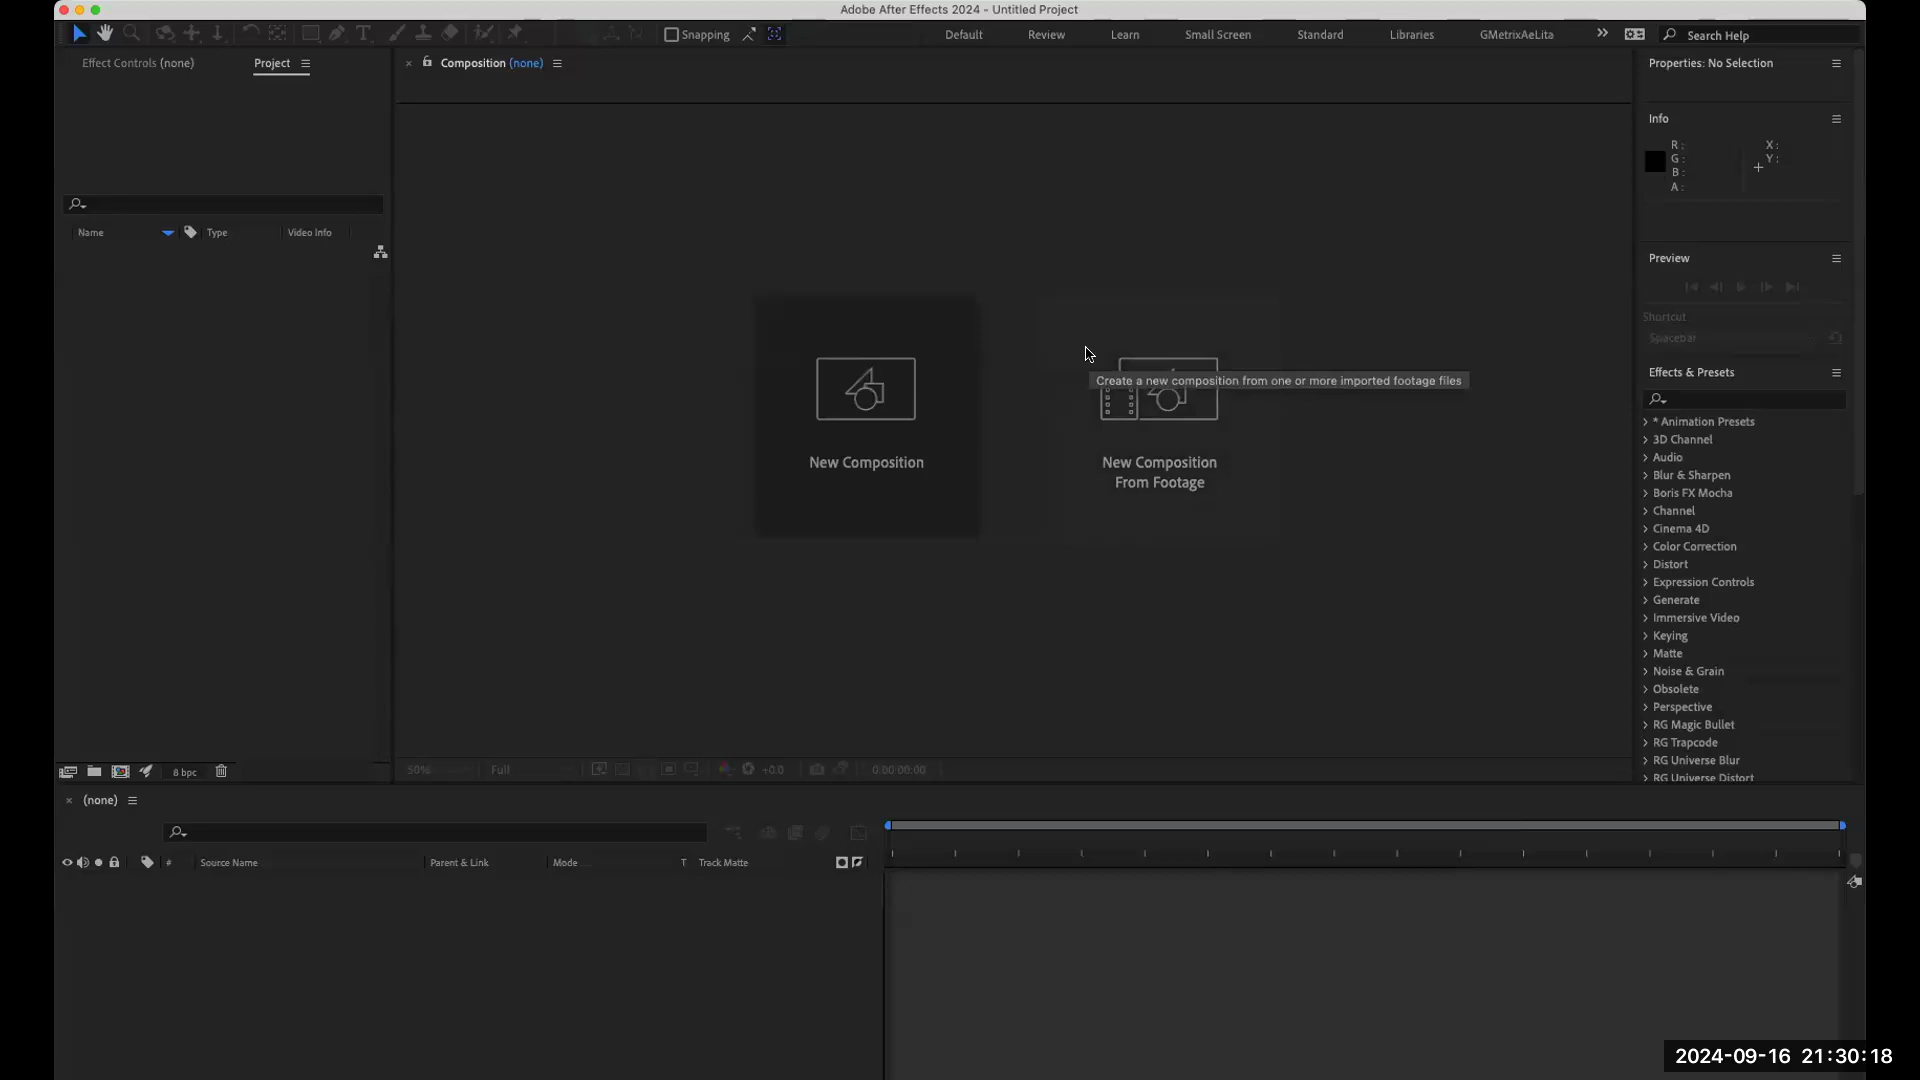 Adobe After Effects 2024 - Untitled Project
Snapping
Default
Review
Learn
Small Screen
Standard
Libraries
GMetrixAeLita
Search Help
Effect Controls (none)
Project
Composition (none)
Properties: No Selection
Info
R :
G :
B :
A :
X :
Y :
Name
Type
Video Info
Preview
Shortcut
Spacebar
Effects & Presets
Create a new composition from one or more imported footage files
New Composition
New Composition
From Footage
* Animation Presets
3D Channel
Audio
Blur & Sharpen
Boris FX Mocha
Channel
Cinema 4D
Color Correction
Distort
Expression Controls
Generate
Immersive Video
Keying
Matte
Noise & Grain
Obsolete
Perspective
RG Magic Bullet
RG Trapcode
RG Universe Blur
RG Universe Distort
8 bpc
50%
Full
+0.0
0:00:00:00
(none)
#
Source Name
Parent & Link
Mode
T
Track Matte
2024-09-16 21:30:18